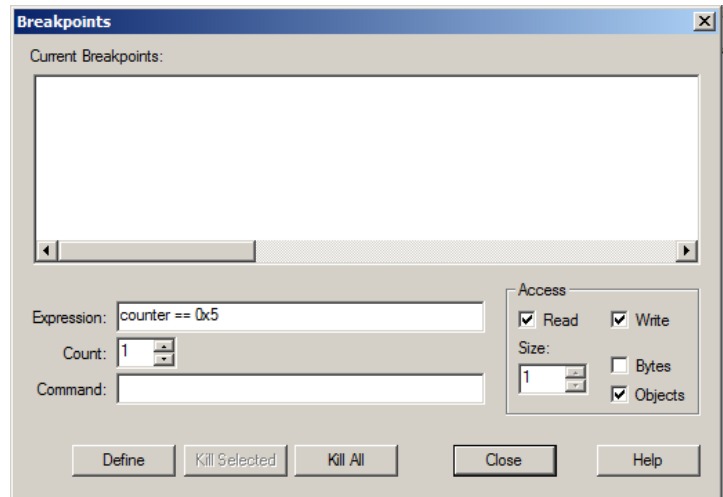 Breakpoints
Current Breakpoints:
Expression: counter == 0x5
Count: 1
Command:
Access
Read Write
Size:
1
Bytes
Objects
Define Kill Selected Kill All Close Help